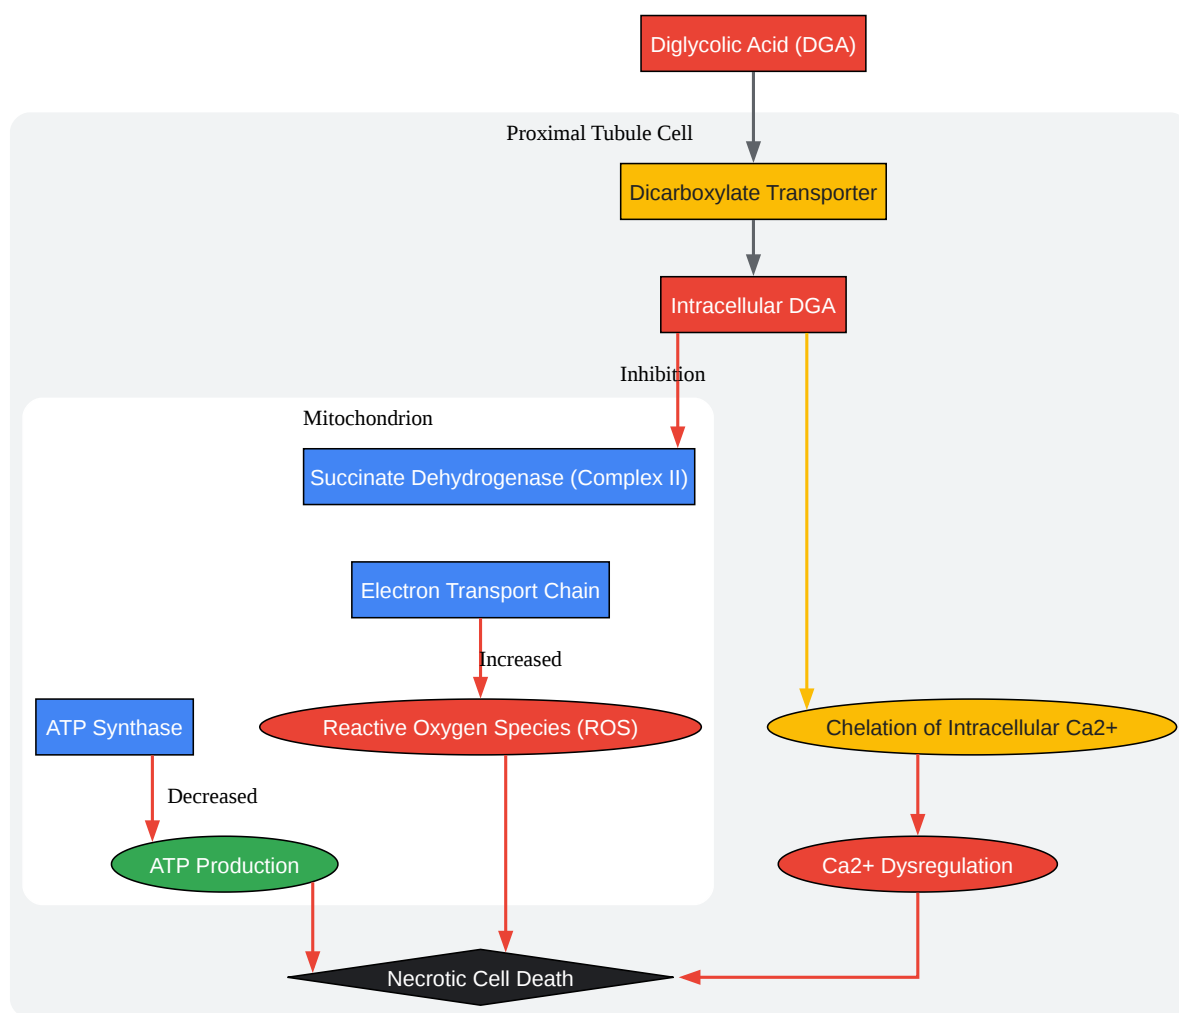 Diglycolic Acid (DGA)
Proximal Tubule Cell
Dicarboxylate Transporter
Intracellular DGA
Inhibition
Mitochondrion
Succinate Dehydrogenase (Complex II)
Electron Transport Chain
Increased
ATP Synthase
Reactive Oxygen Species (ROS)
Chelation of Intracellular Ca2+
Decreased
ATP Production
Ca2+ Dysregulation
Necrotic Cell Death